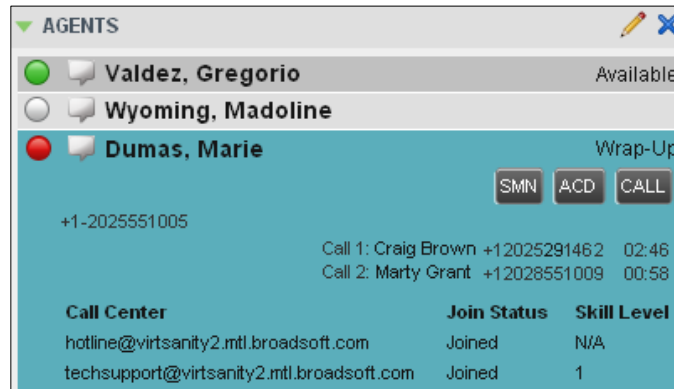 AGENTS
Valdez, Gregorio Available
Wyoming, Madoline
Dumas, Marie Wrap-Up
SMN ACD CALL
+1-2025551005
Call 1: Craig Brown +12025291462 02:46
Call 2: Marty Grant +12028551009 00:58
Call Center Join Status Skill Level
hotline@virtsanity2.mtl.broadsoft.com Joined N/A
techsupport@virtsanity2.mtl.broadsoft.com Joined 1